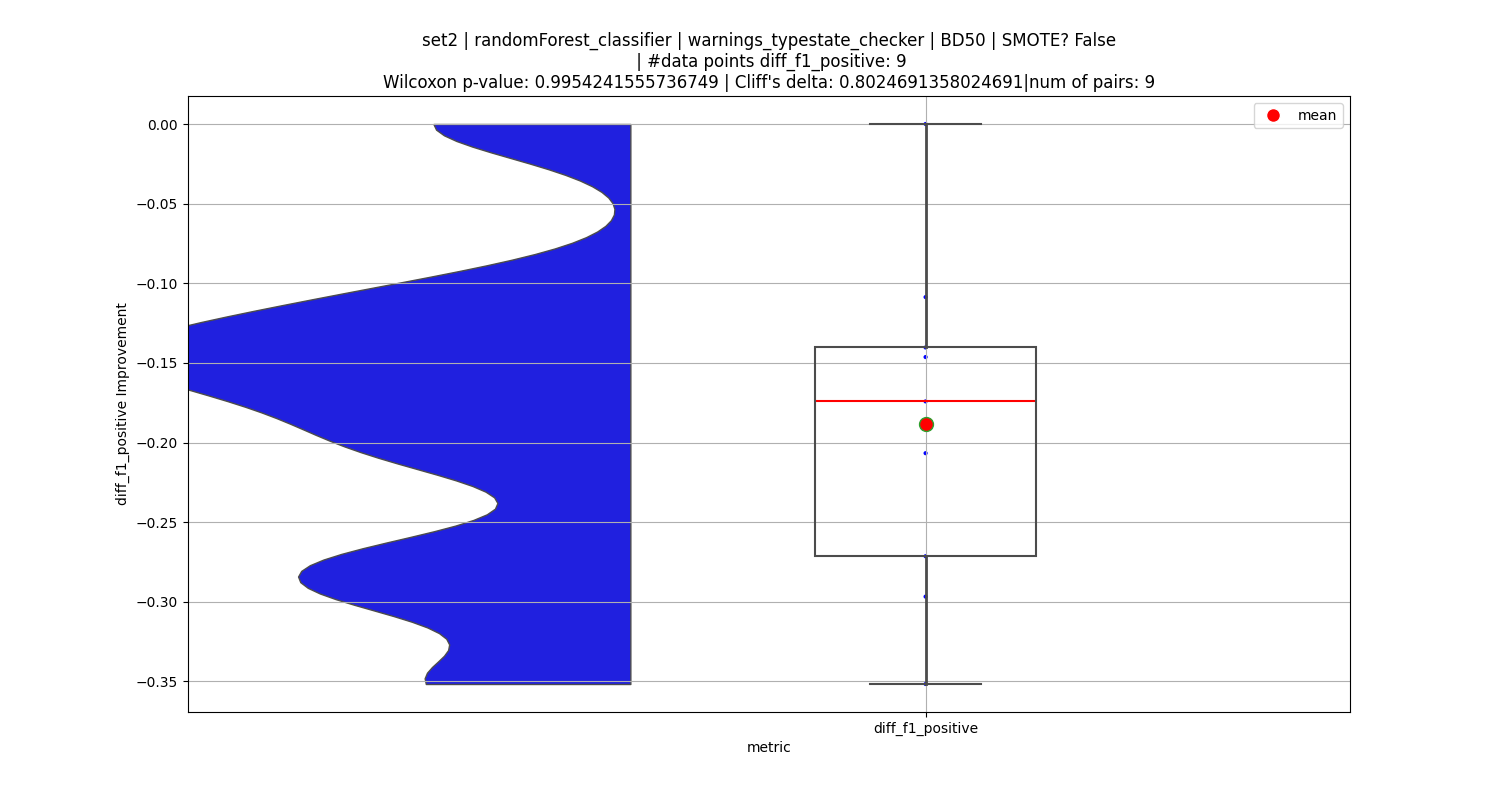 set2 | randomForest_classifier | warnings_typestate_checker | BD50 | SMOTE? False
| #data points diff_f1_positive: 9
Wilcoxon p-value: 0.9954241555736749 | Cliff's delta: 0.8024691358024691|num of pairs: 9
mean
0.00
−0.05
−0.10
−0.15
−0.20
−0.25
−0.30
−0.35
diff_f1_positive Improvement
diff_f1_positive
metric